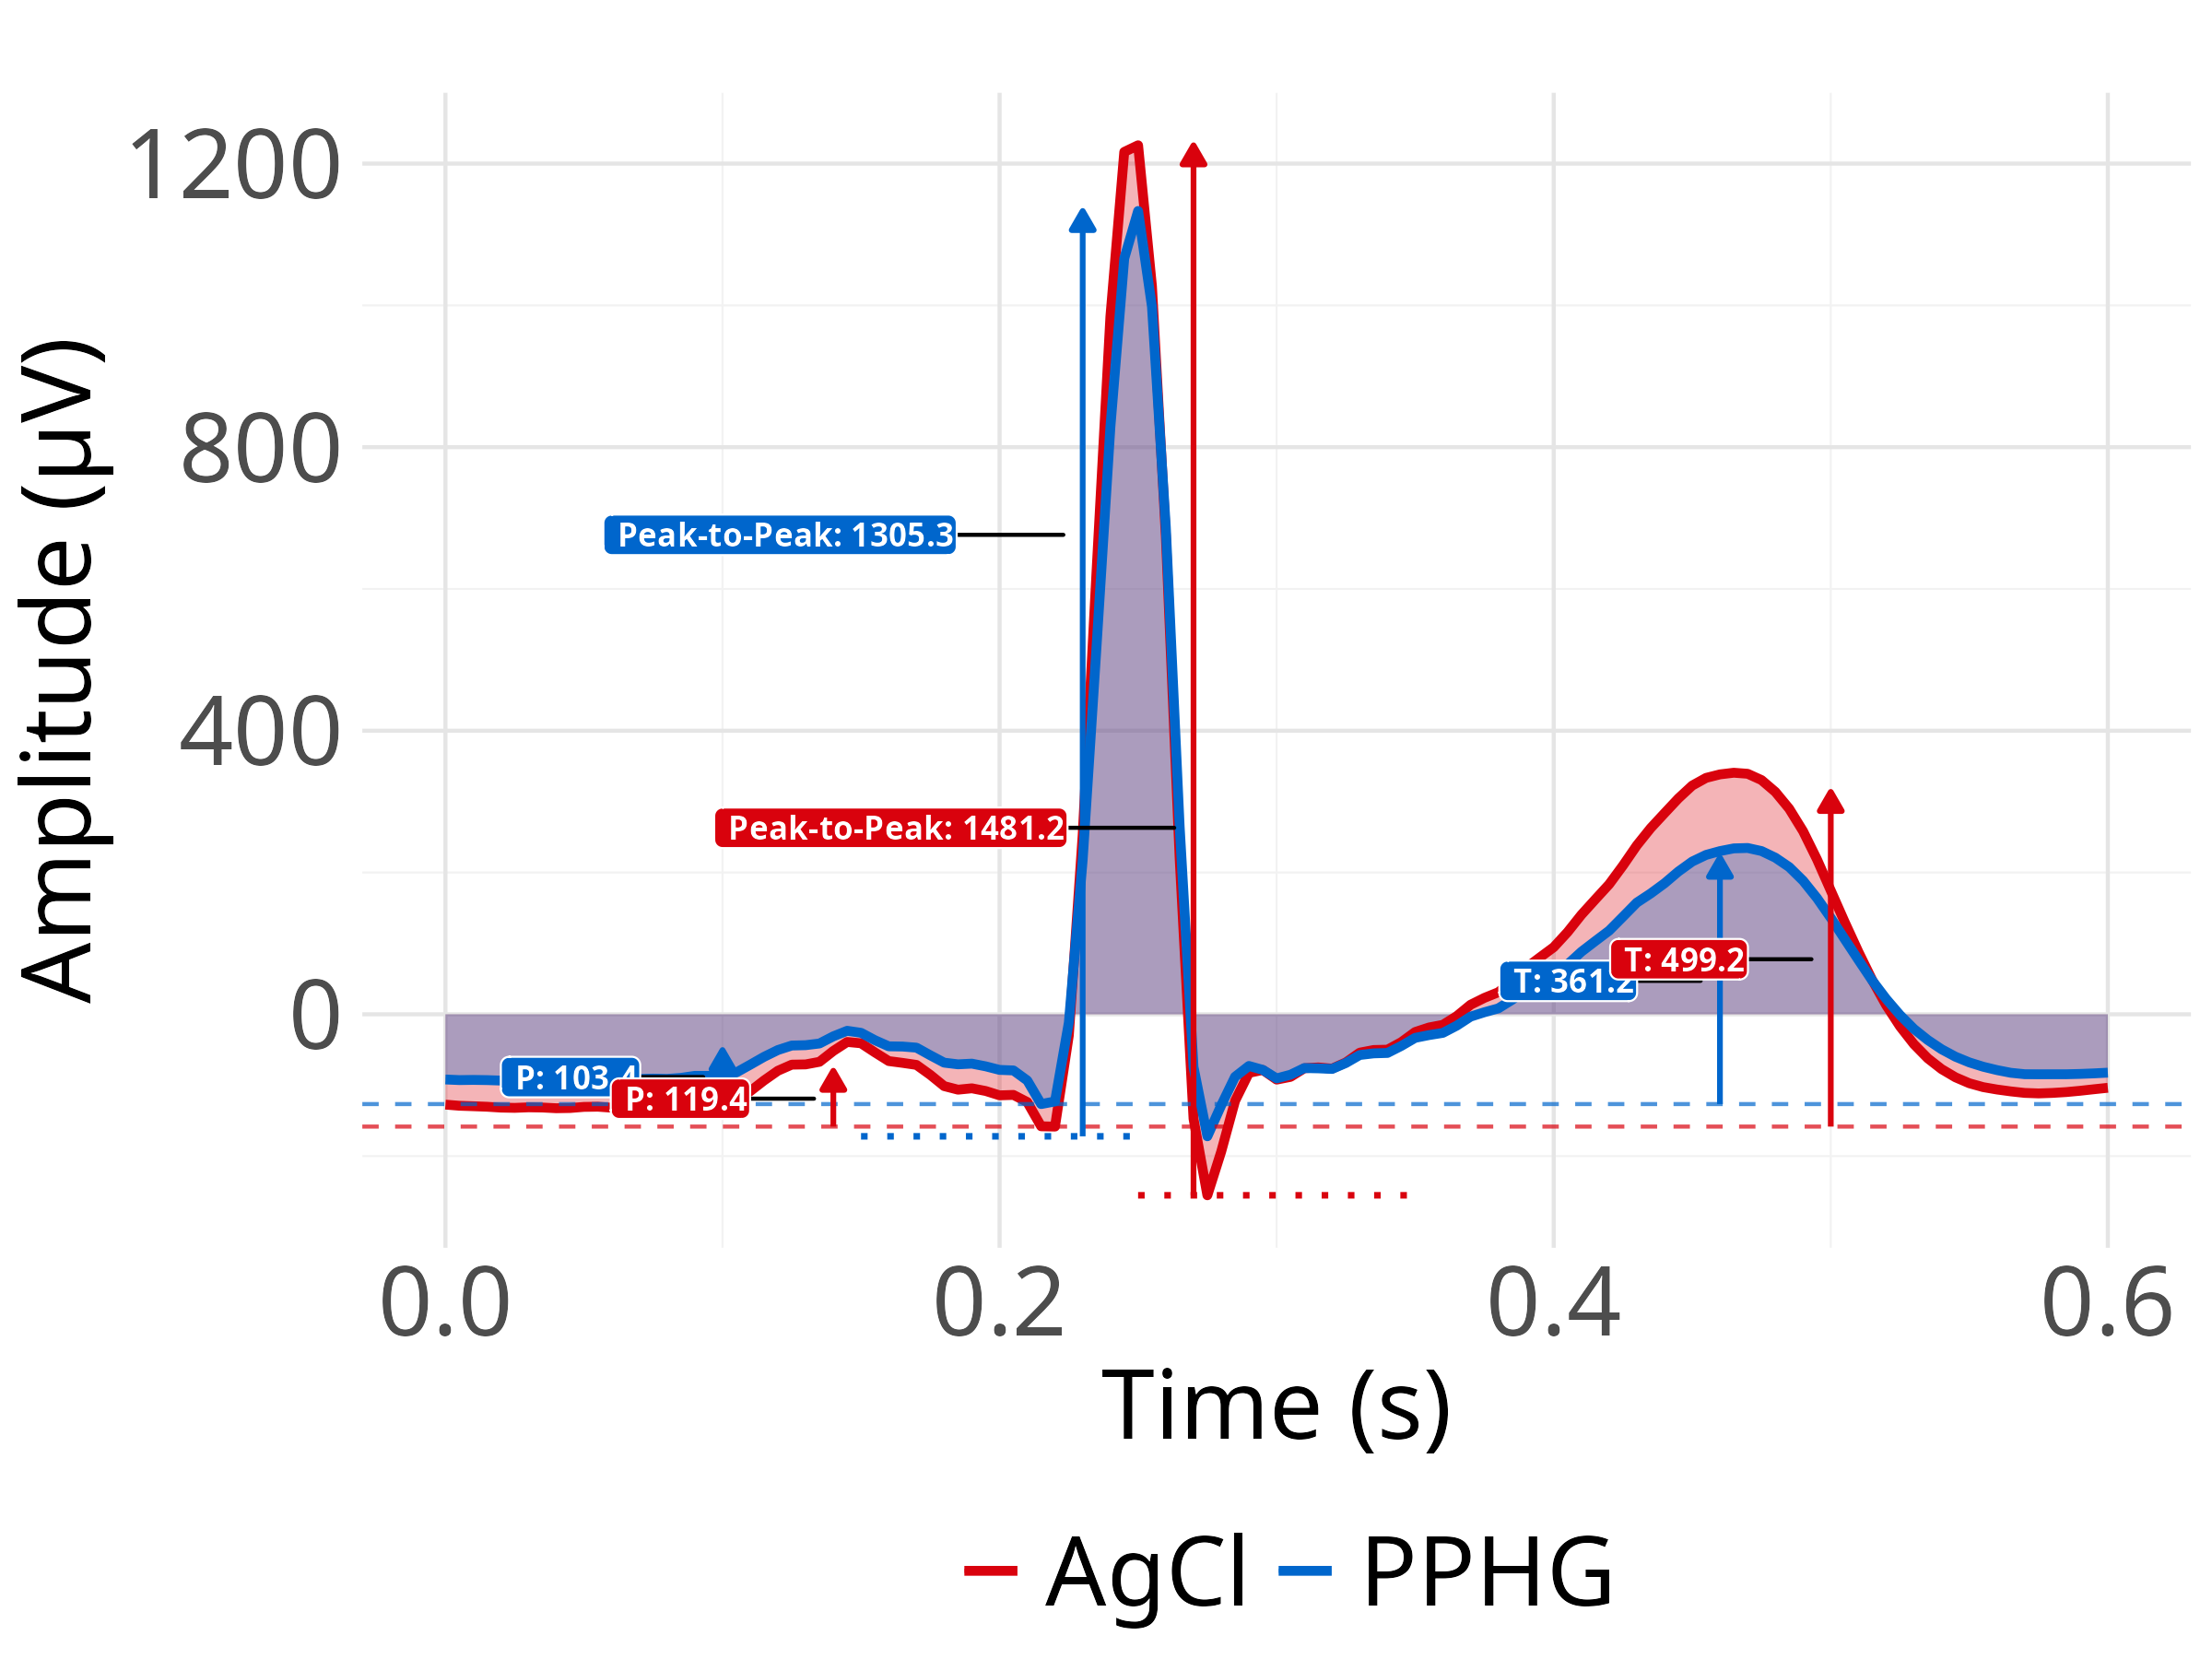 1200
800
400
0
Amplitude (µV)
Peak-to-Peak: 1305.3
Peak-to-Peak: 1481.2
T: 499.2
T: 361.2
P: 103.4
P: 119.4
0.0 0.2 0.4 0.6
Time (s)
AgCl PPHG